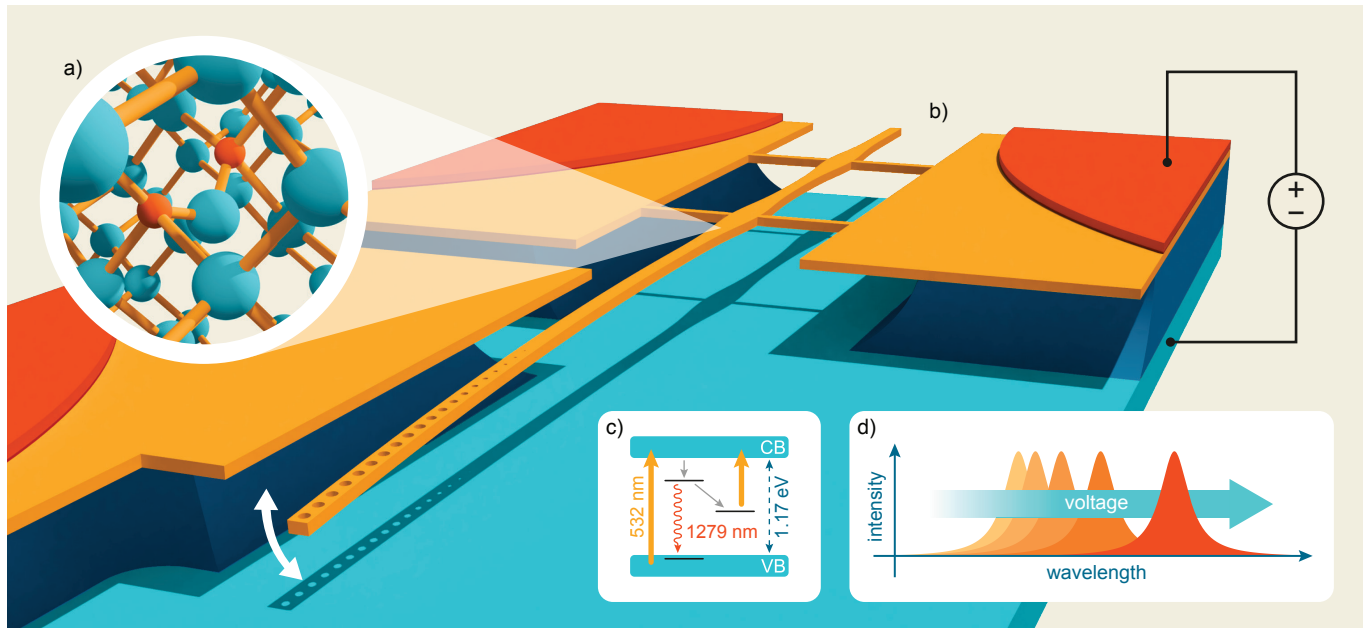 a)
b)
+
−
c)
CB
532 nm
1.17 eV
1279 nm
VB
d)
intensity
voltage
wavelength